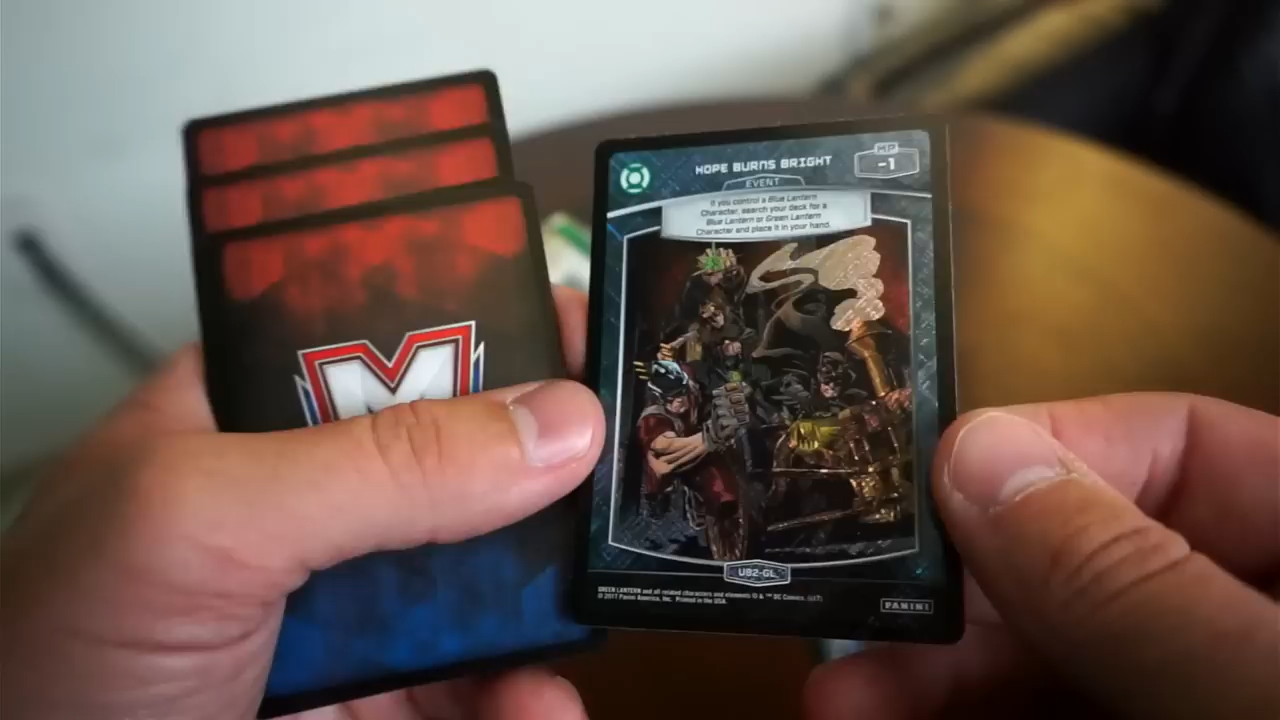 HOPE BURNS BRIGHT
MP
-1
EVENT
If you control a Blue Lantern
Character, search your deck for a
Blue Lantern or Green Lantern
Character and place it in your hand.
M
UB2-GL
GREEN LANTERN and all related characters and elements © & ™ DC Comics. (s17)
© 2017 Panini America, Inc. Printed in the USA.
PANINI